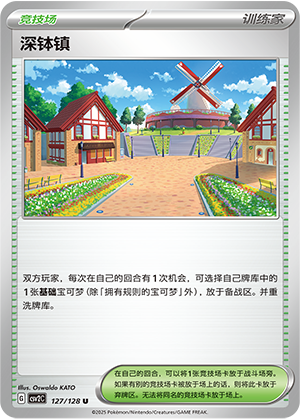 竞技场
训练家
深钵镇
双方玩家，每次在自己的回合有1次机会，可选择自己牌库中的
1张基础宝可梦（除「拥有规则的宝可梦」外），放于备战区。并重
洗牌库。
在自己的回合，可以将1张竞技场卡放于战斗场旁。
如果有别的竞技场卡被放于场上的话，则将此卡放于
弃牌区。无法将同名的竞技场卡放于场上。
Illus. Oswaldo KATO
G CSV2C 127/128 U
©2025 Pokémon/Nintendo/Creatures/GAME FREAK.